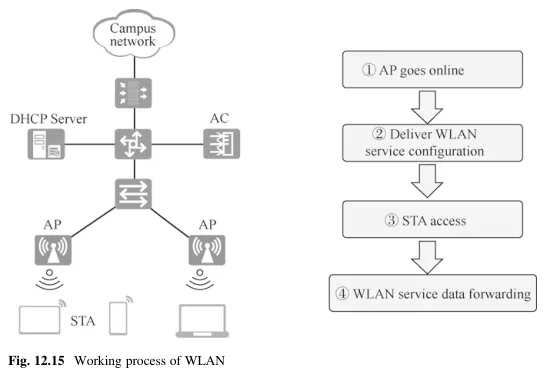 Campus
network
DHCP Server
AC
AP
AP
STA
① AP goes online
② Deliver WLAN
service configuration
③ STA access
④ WLAN service data forwarding
Fig. 12.15 Working process of WLAN